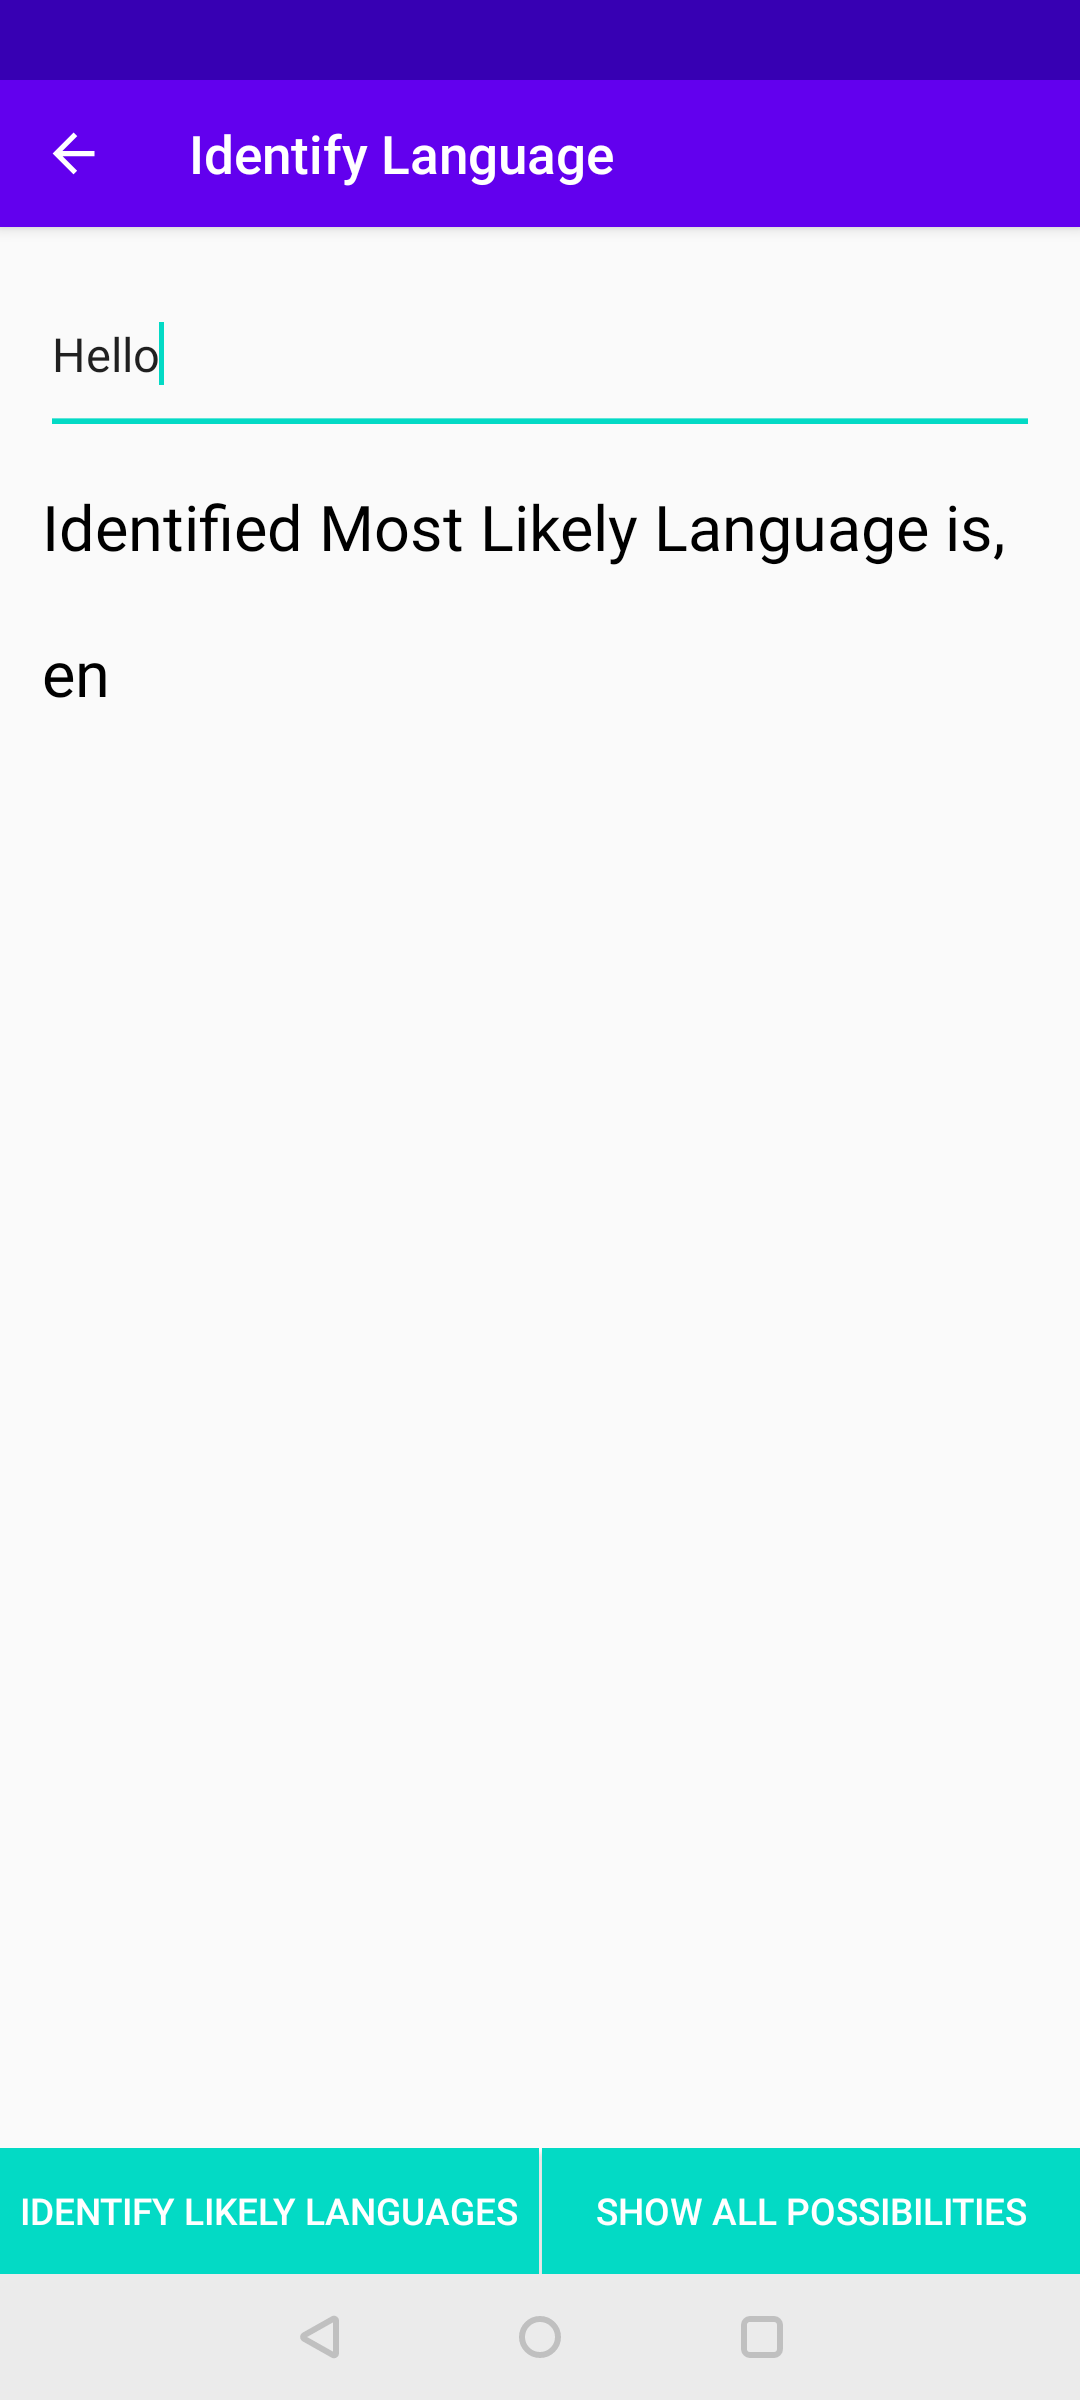 Identify Language
Hello
Identified Most Likely Language is,
en
IDENTIFY LIKELY LANGUAGES
SHOW ALL POSSIBILITIES